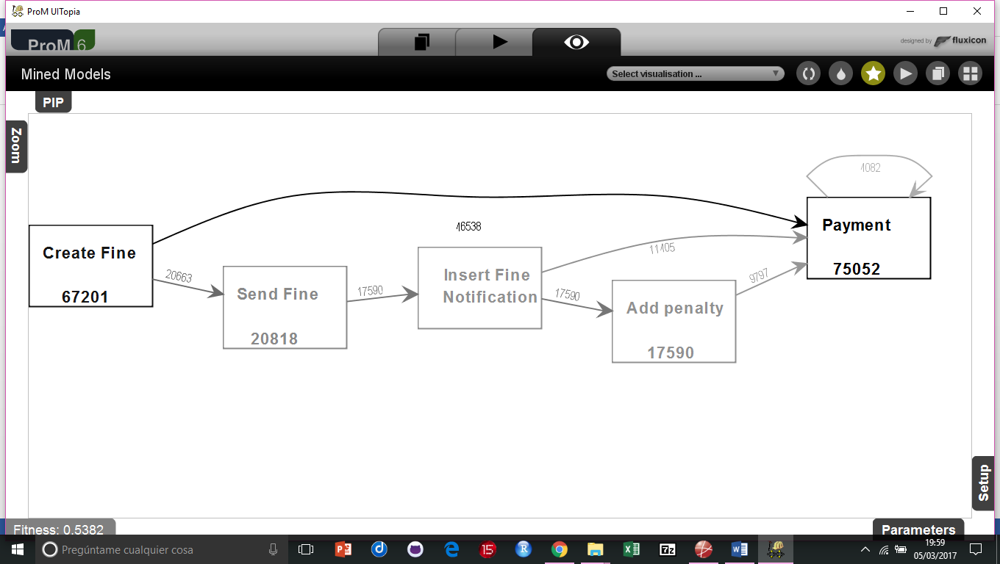 ProM UITopia
ProM 6
designed by fluxicon
Mined Models
Select visualisation ...
PIP
Zoom
4082
Payment
75052
46538
Create Fine
67201
20663
Send Fine
20818
17590
Insert Fine
Notification
11405
17590
Add penalty
17590
9797
Setup
Fitness: 0.5382
Parameters
Pregúntame cualquier cosa
15
R
7z
19:59
05/03/2017